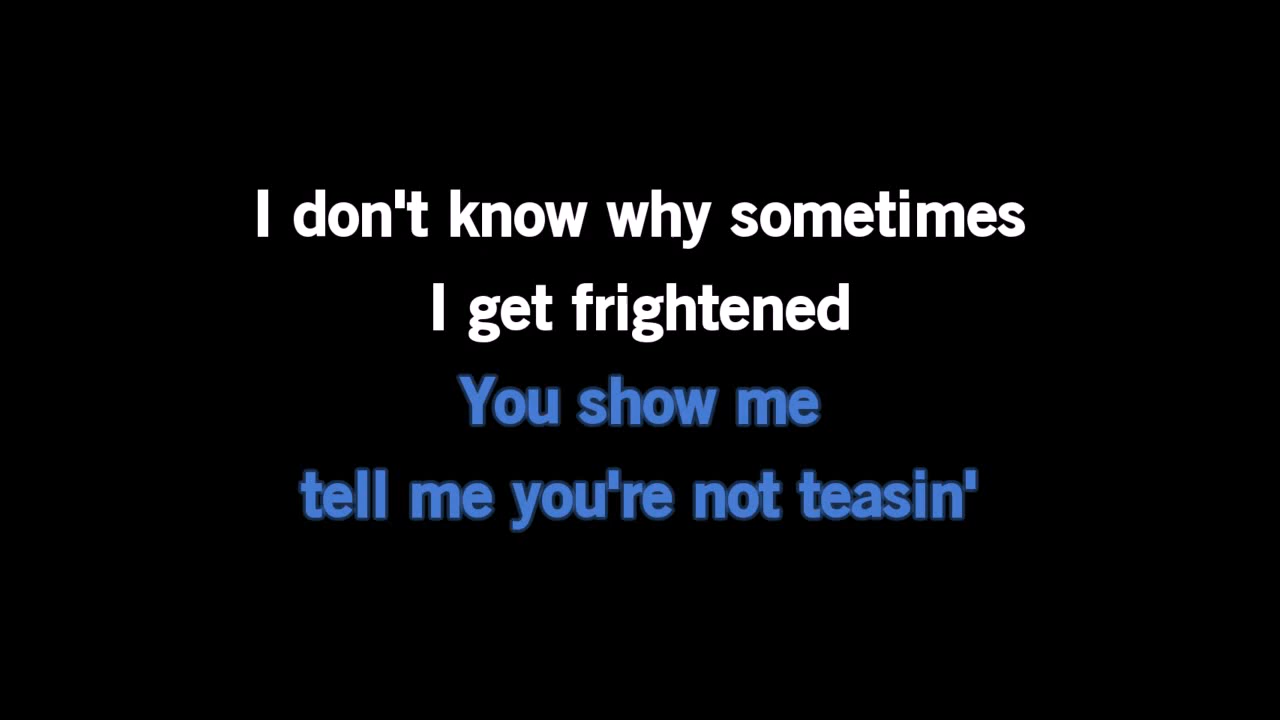 I don't know why sometimes
I get frightened
You show me
tell me you're not teasin'